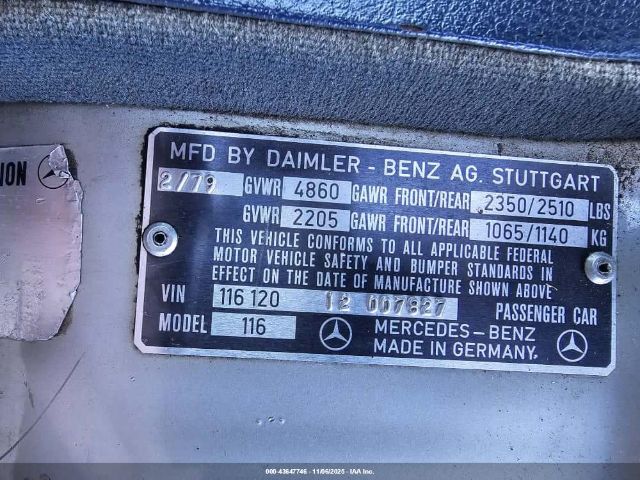 NION
MFD BY DAIMLER - BENZ AG. STUTTGART
2/79 GVWR 4860 GAWR FRONT/REAR 2350/2510 LBS
GVWR 2205 GAWR FRONT/REAR 1065/1140 KG
THIS VEHICLE CONFORMS TO ALL APPLICABLE FEDERAL
MOTOR VEHICLE SAFETY AND BUMPER STANDARDS IN
EFFECT ON THE DATE OF MANUFACTURE SHOWN ABOVE
VIN 116 120 12 007827 PASSENGER CAR
MODEL 116 MERCEDES-BENZ
MADE IN GERMANY.
000-43647746 - 11/06/2025 - IAA Inc.